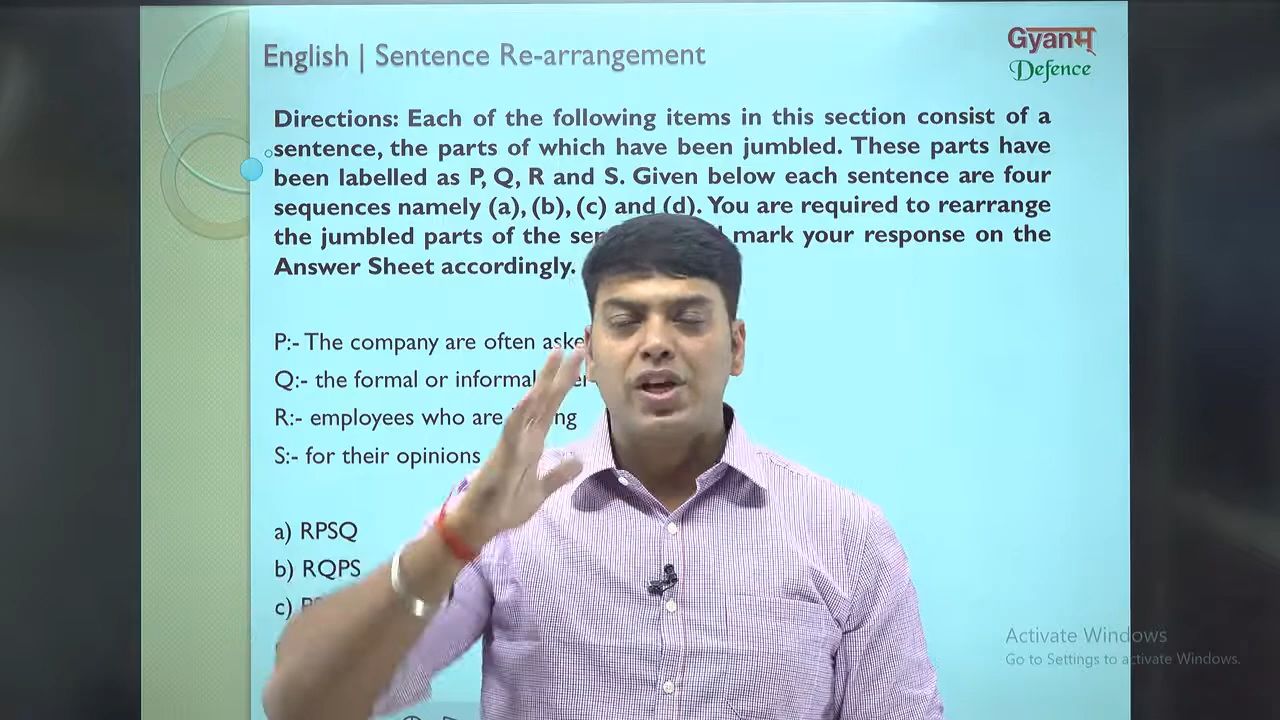 English | Sentence Re-arrangement
Gyanम्
Defence
Directions: Each of the following items in this section consist of a
sentence, the parts of which have been jumbled. These parts have
been labelled as P, Q, R and S. Given below each sentence are four
sequences namely (a), (b), (c) and (d). You are required to rearrange
the jumbled parts of the mark your response on the
Answer Sheet accordingly.
P:- The company are often
Q:- the formal or informal
R:- employees who are
S:- for their opinions
a) RPSQ
b) RQPS
c)
Activate Windows
Go to Settings to activate Windows.